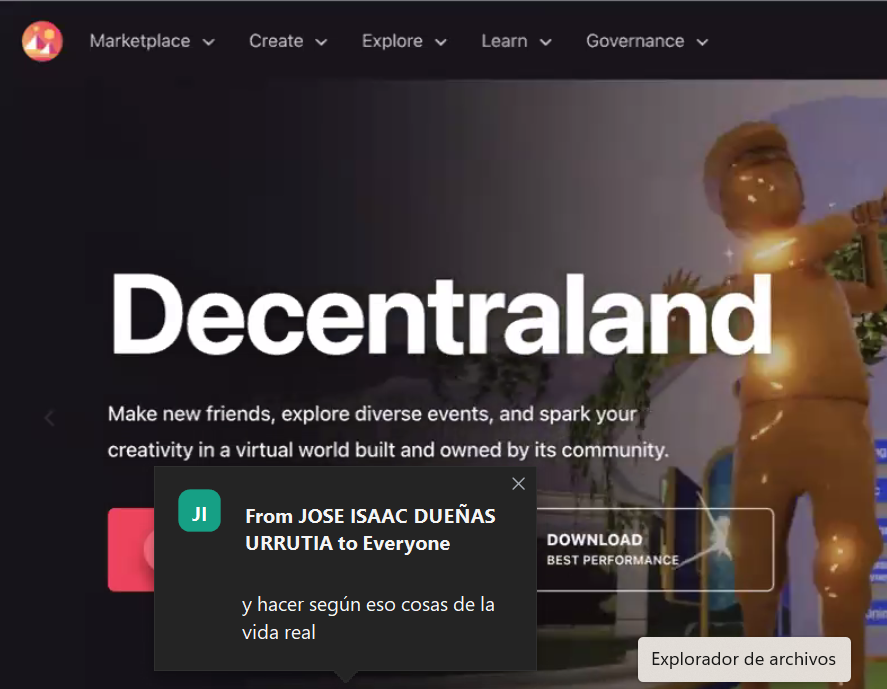 Marketplace Create Explore Learn Governance
Decentraland
Make new friends, explore diverse events, and spark your
creativity in a virtual world built and owned by its community.
JI
From JOSE ISAAC DUEÑAS
URRUTIA to Everyone
y hacer según eso cosas de la
vida real
DOWNLOAD
BEST PERFORMANCE
Explorador de archivos